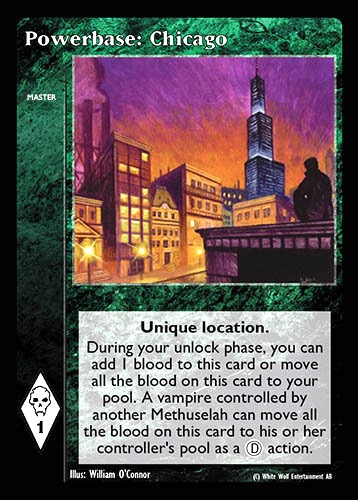 Powerbase: Chicago
MASTER
Unique location.
During your unlock phase, you can
add 1 blood to this card or move
all the blood on this card to your
pool. A vampire controlled by
another Methuselah can move all
the blood on this card to his or her
controller's pool as a Ⓓ action.
1
Illus: William O'Connor
(C) White Wolf Entertainment AB